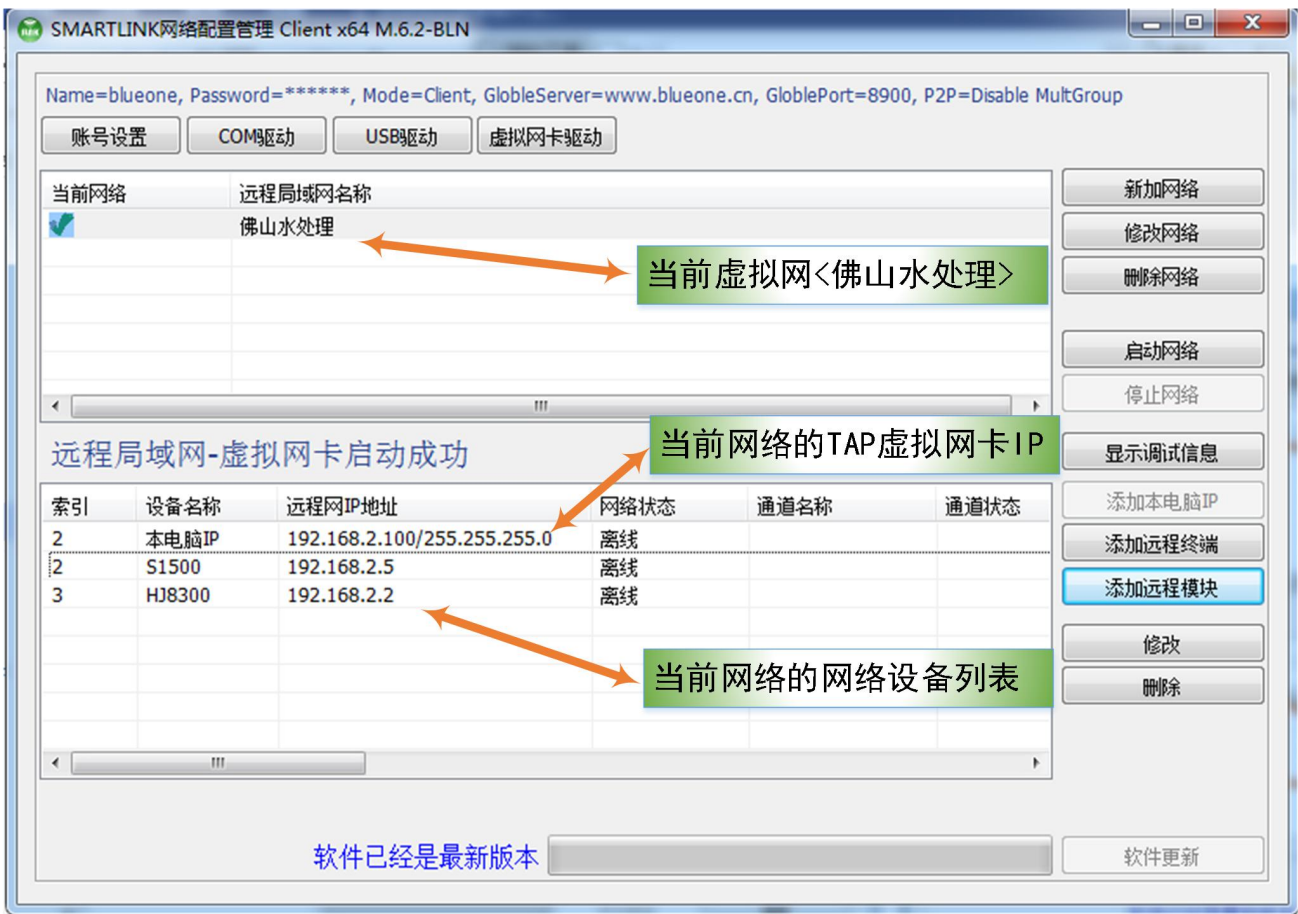 SMARTLINK网络配置管理 Client x64 M.6.2-BLN
Name=blueone, Password=******, Mode=Client, GlobleServer=www.blueone.cn, GloblePort=8900, P2P=Disable MultGroup
账号设置 COM驱动 USB驱动 虚拟网卡驱动
当前网络 远程局域网名称
佛山水处理
当前虚拟网<佛山水处理>
新加网络
修改网络
删除网络
启动网络
停止网络
远程局域网-虚拟网卡启动成功
当前网络的TAP虚拟网卡IP
显示调试信息
添加本电脑IP
添加远程终端
添加远程模块
修改
删除
索引 设备名称 远程网IP地址 网络状态 通道名称 通道状态
2 本电脑IP 192.168.2.100/255.255.255.0 离线
2 S1500 192.168.2.5 离线
3 HJ8300 192.168.2.2 离线
当前网络的网络设备列表
软件已经是最新版本 软件更新